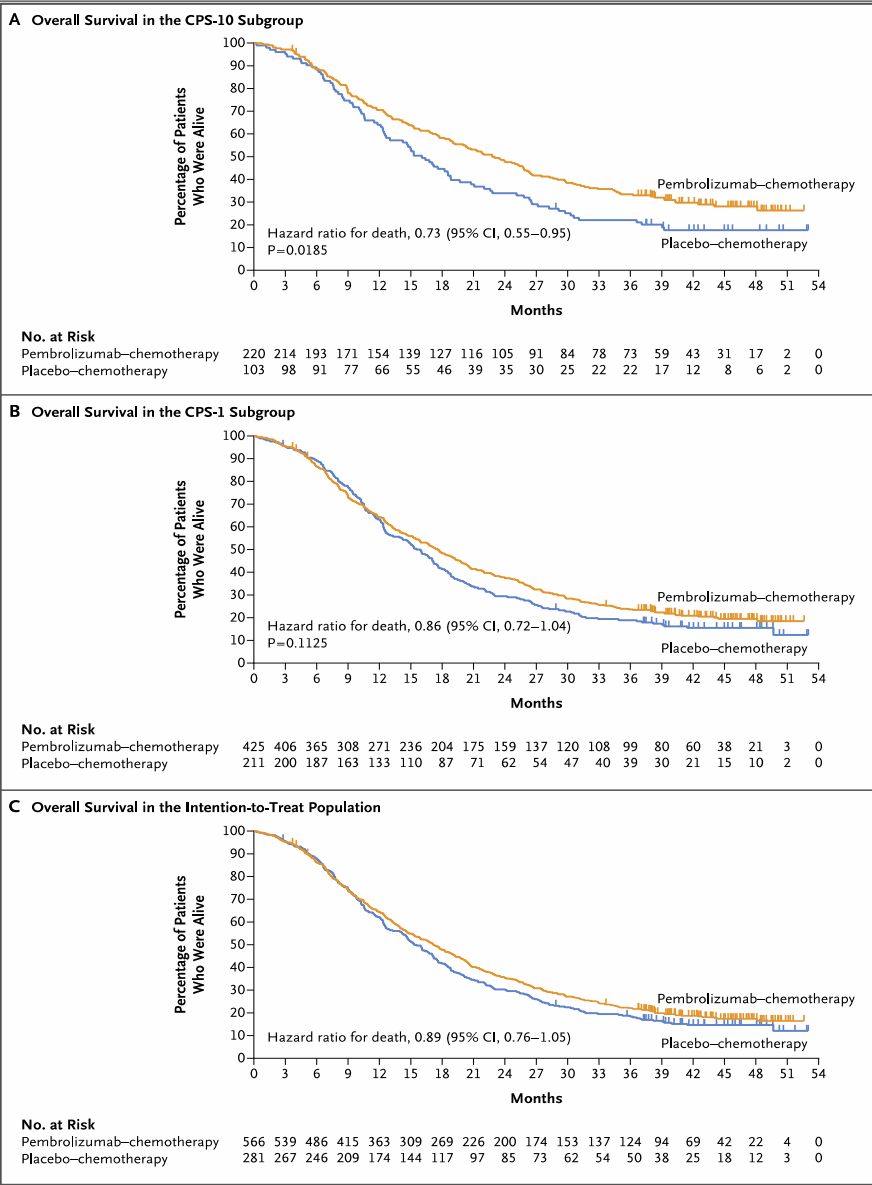 A Overall Survival in the CPS-10 Subgroup
Percentage of Patients
Who Were Alive
100
90
80
70
60
50
40
30
20
10
0
Pembrolizumab–chemotherapy
Hazard ratio for death, 0.73 (95% CI, 0.55–0.95)
P=0.0185
Placebo–chemotherapy
0 3 6 9 12 15 18 21 24 27 30 33 36 39 42 45 48 51 54
Months
No. at Risk
Pembrolizumab–chemotherapy 220 214 193 171 154 139 127 116 105 91 84 78 73 59 43 31 17 2 0
Placebo–chemotherapy 103 98 91 77 66 55 46 39 35 30 25 22 22 17 12 8 6 2 0
B Overall Survival in the CPS-1 Subgroup
Percentage of Patients
Who Were Alive
100
90
80
70
60
50
40
30
20
10
0
Pembrolizumab–chemotherapy
Hazard ratio for death, 0.86 (95% CI, 0.72–1.04)
P=0.1125
Placebo–chemotherapy
0 3 6 9 12 15 18 21 24 27 30 33 36 39 42 45 48 51 54
Months
No. at Risk
Pembrolizumab–chemotherapy 425 406 365 308 271 236 204 175 159 137 120 108 99 80 60 38 21 3 0
Placebo–chemotherapy 211 200 187 163 133 110 87 71 62 54 47 40 39 30 21 15 10 2 0
C Overall Survival in the Intention-to-Treat Population
Percentage of Patients
Who Were Alive
100
90
80
70
60
50
40
30
20
10
0
Pembrolizumab–chemotherapy
Hazard ratio for death, 0.89 (95% CI, 0.76–1.05)
Placebo–chemotherapy
0 3 6 9 12 15 18 21 24 27 30 33 36 39 42 45 48 51 54
Months
No. at Risk
Pembrolizumab–chemotherapy 566 539 486 415 363 309 269 226 200 174 153 137 124 94 69 42 22 4 0
Placebo–chemotherapy 281 267 246 209 174 144 117 97 85 73 62 54 50 38 25 18 12 3 0